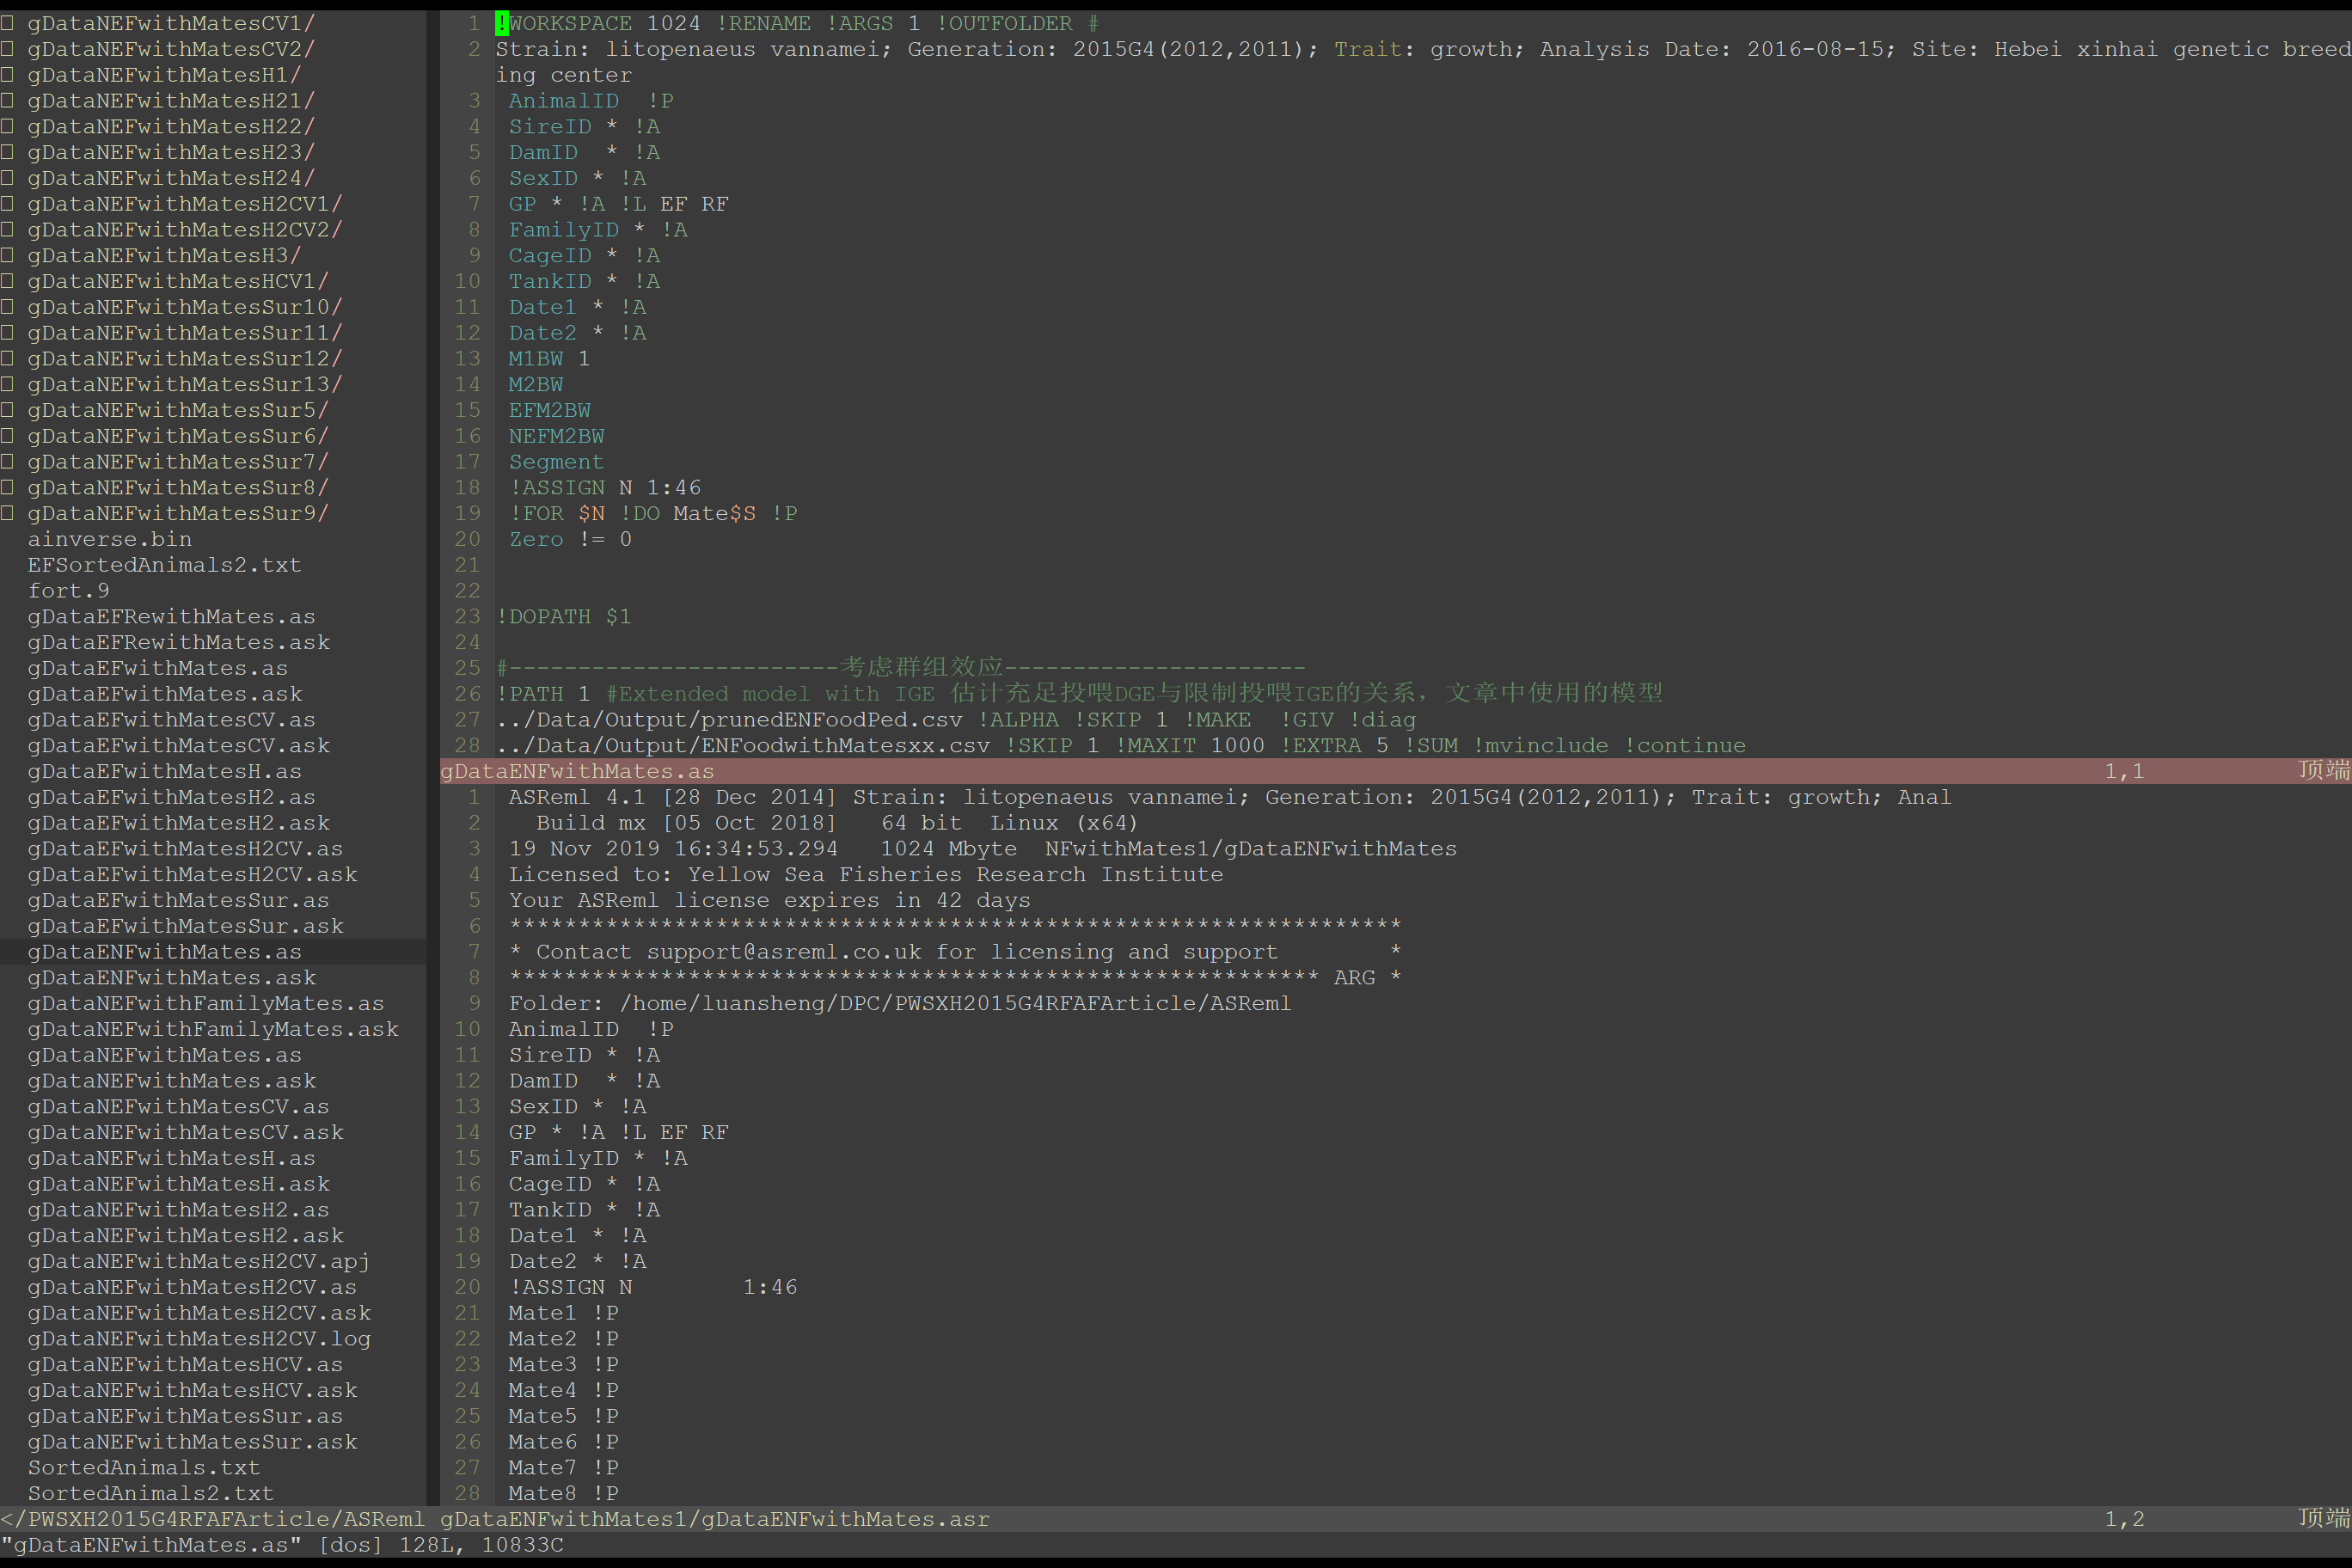 gDataNEFwithMatesCV1/
gDataNEFwithMatesCV2/
gDataNEFwithMatesH1/
gDataNEFwithMatesH21/
gDataNEFwithMatesH22/
gDataNEFwithMatesH23/
gDataNEFwithMatesH24/
gDataNEFwithMatesH2CV1/
gDataNEFwithMatesH2CV2/
gDataNEFwithMatesH3/
gDataNEFwithMatesHCV1/
gDataNEFwithMatesSur10/
gDataNEFwithMatesSur11/
gDataNEFwithMatesSur12/
gDataNEFwithMatesSur13/
gDataNEFwithMatesSur5/
gDataNEFwithMatesSur6/
gDataNEFwithMatesSur7/
gDataNEFwithMatesSur8/
gDataNEFwithMatesSur9/
ainverse.bin
EFSortedAnimals2.txt
fort.9
gDataEFRewithMates.as
gDataEFRewithMates.ask
gDataEFwithMates.as
gDataEFwithMates.ask
gDataEFwithMatesCV.as
gDataEFwithMatesCV.ask
gDataEFwithMatesH.as
gDataEFwithMatesH2.as
gDataEFwithMatesH2.ask
gDataEFwithMatesH2CV.as
gDataEFwithMatesH2CV.ask
gDataEFwithMatesSur.as
gDataEFwithMatesSur.ask
gDataENFwithMates.as
gDataENFwithMates.ask
gDataNEFwithFamilyMates.as
gDataNEFwithFamilyMates.ask
gDataNEFwithMates.as
gDataNEFwithMates.ask
gDataNEFwithMatesCV.as
gDataNEFwithMatesCV.ask
gDataNEFwithMatesH.as
gDataNEFwithMatesH.ask
gDataNEFwithMatesH2.as
gDataNEFwithMatesH2.ask
gDataNEFwithMatesH2CV.apj
gDataNEFwithMatesH2CV.as
gDataNEFwithMatesH2CV.ask
gDataNEFwithMatesH2CV.log
gDataNEFwithMatesHCV.as
gDataNEFwithMatesHCV.ask
gDataNEFwithMatesSur.as
gDataNEFwithMatesSur.ask
SortedAnimals.txt
SortedAnimals2.txt
</PWSXH2015G4RFAFArticle/ASReml
1 !WORKSPACE 1024 !RENAME !ARGS 1 !OUTFOLDER #
2 Strain: litopenaeus vannamei; Generation: 2015G4(2012,2011); Trait: growth; Analysis Date: 2016-08-15; Site: Hebei xinhai genetic breed
ing center
3 AnimalID  !P
4 SireID * !A
5 DamID  * !A
6 SexID * !A
7 GP * !A !L EF RF
8 FamilyID * !A
9 CageID * !A
10 TankID * !A
11 Date1 * !A
12 Date2 * !A
13 M1BW 1
14 M2BW
15 EFM2BW
16 NEFM2BW
17 Segment
18 !ASSIGN N 1:46
19 !FOR $N !DO Mate$S !P
20 Zero != 0
21
22
23 !DOPATH $1
24
25 #------------------------考虑群组效应----------------------
26 !PATH 1 #Extended model with IGE 估计充足投喂DGE与限制投喂IGE的关系，文章中使用的模型
27 ../Data/Output/prunedENFoodPed.csv !ALPHA !SKIP 1 !MAKE  !GIV !diag
28 ../Data/Output/ENFoodwithMatesxx.csv !SKIP 1 !MAXIT 1000 !EXTRA 5 !SUM !mvinclude !continue
gDataENFwithMates.as 1,1 顶端
1 ASReml 4.1 [28 Dec 2014] Strain: litopenaeus vannamei; Generation: 2015G4(2012,2011); Trait: growth; Anal
2 Build mx [05 Oct 2018]   64 bit  Linux (x64)
3 19 Nov 2019 16:34:53.294   1024 Mbyte  NFwithMates1/gDataENFwithMates
4 Licensed to: Yellow Sea Fisheries Research Institute
5 Your ASReml license expires in 42 days
6 *****************************************************************
7 * Contact support@asreml.co.uk for licensing and support        *
8 *********************************************************** ARG *
9 Folder: /home/luansheng/DPC/PWSXH2015G4RFAFArticle/ASReml
10 AnimalID  !P
11 SireID * !A
12 DamID  * !A
13 SexID * !A
14 GP * !A !L EF RF
15 FamilyID * !A
16 CageID * !A
17 TankID * !A
18 Date1 * !A
19 Date2 * !A
20 !ASSIGN N        1:46
21 Mate1 !P
22 Mate2 !P
23 Mate3 !P
24 Mate4 !P
25 Mate5 !P
26 Mate6 !P
27 Mate7 !P
28 Mate8 !P
gDataENFwithMates1/gDataENFwithMates.asr 1,2 顶端
"gDataENFwithMates.as" [dos] 128L, 10833C